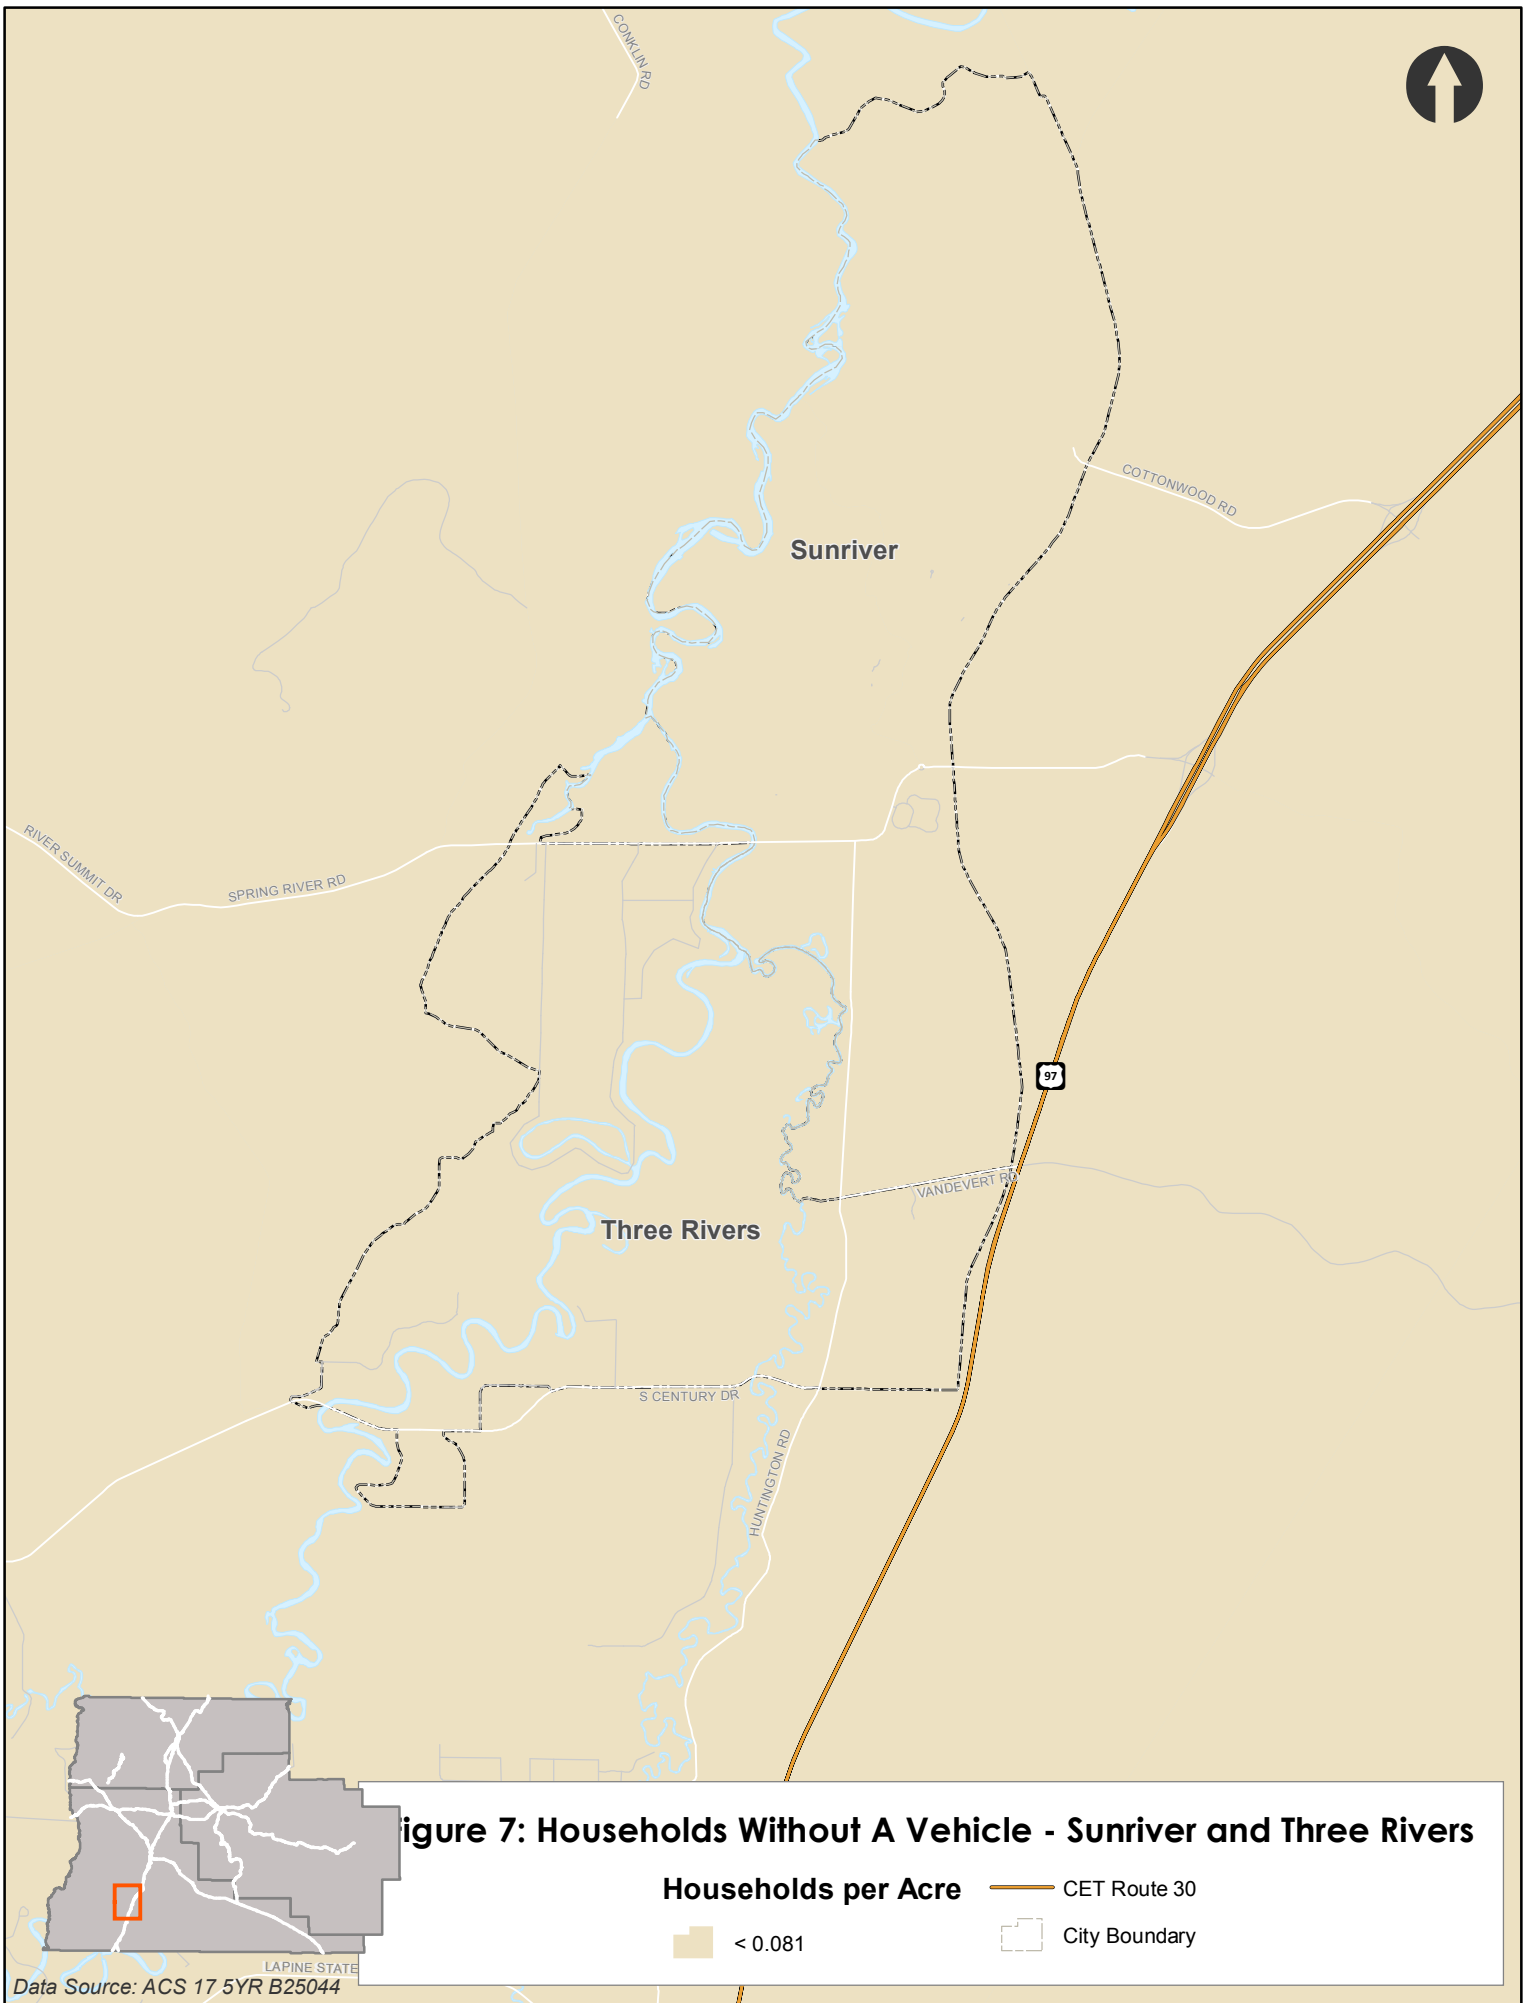 CONKLIN RD
COTTONWOOD RD
Sunriver
RIVER SUMMIT DR
SPRING RIVER RD
97
VANDEVERT RD
Three Rivers
S CENTURY DR
HUNTINGTON RD
igure 7: Households Without A Vehicle - Sunriver and Three Rivers
Households per Acre
CET Route 30
< 0.081
City Boundary
LAPINE STATE
Data Source: ACS 17 5YR B25044